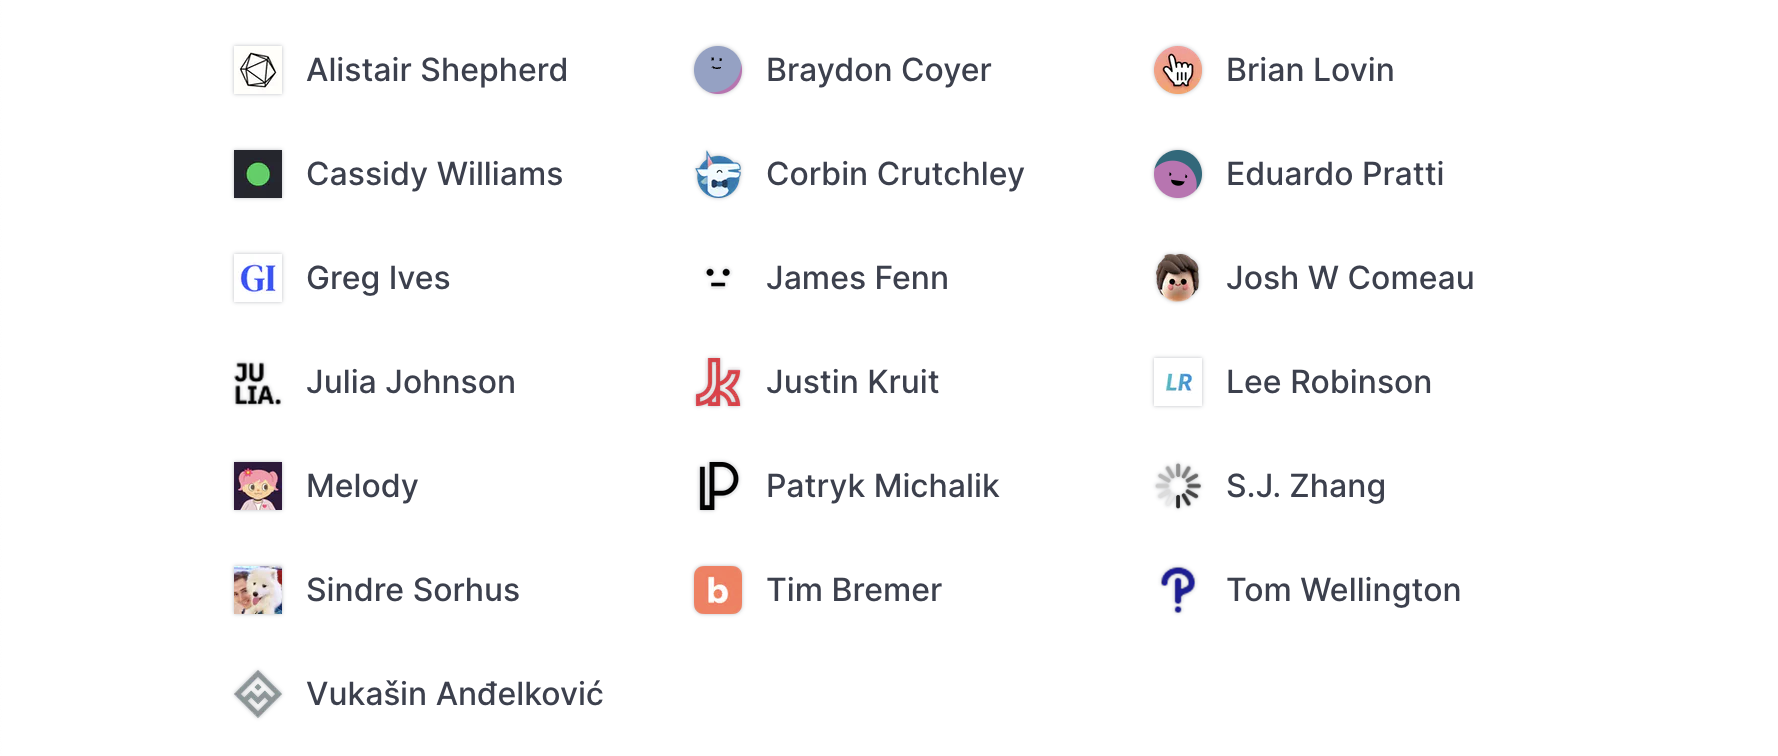 Alistair Shepherd
Braydon Coyer
Brian Lovin
Cassidy Williams
Corbin Crutchley
Eduardo Pratti
GI
Greg Ives
James Fenn
Josh W Comeau
JU
LIA.
Julia Johnson
JK
Justin Kruit
LR
Lee Robinson
Melody
P
Patryk Michalik
S.J. Zhang
Sindre Sorhus
b
Tim Bremer
Tom Wellington
Vukašin Anđelković